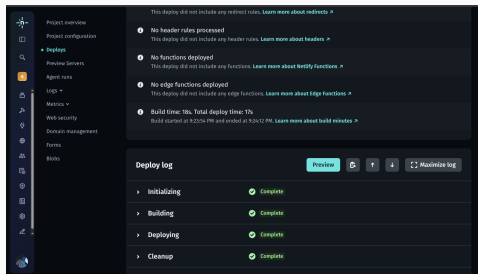 Project overview
Project configuration
Deploys
Preview Servers
Agent runs
Logs
Metrics
Web security
Domain management
Forms
Blobs
This deploy did not include any redirect rules. Learn more about redirects ↗
No header rules processed
This deploy did not include any header rules. Learn more about headers ↗
No functions deployed
This deploy did not include any functions. Learn more about Netlify Functions ↗
No edge functions deployed
This deploy did not include any edge functions. Learn more about Edge Functions ↗
Build time: 18s. Total deploy time: 17s
Build started at 9:23:54 PM and ended at 9:24:12 PM. Learn more about build minutes ↗
Deploy log
Preview
Maximize log
Initializing Complete
Building Complete
Deploying Complete
Cleanup Complete